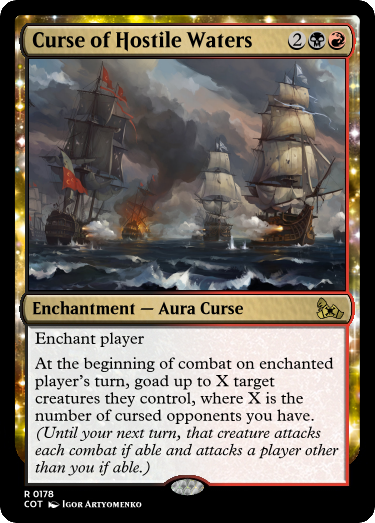 Curse of Hostile Waters 2
Enchantment — Aura Curse
Enchant player
At the beginning of combat on enchanted
player's turn, goad up to X target
creatures they control, where X is the
number of cursed opponents you have.
(Until your next turn, that creature attacks
each combat if able and attacks a player other
than you if able.)
R 0178
COT Igor Artyomenko